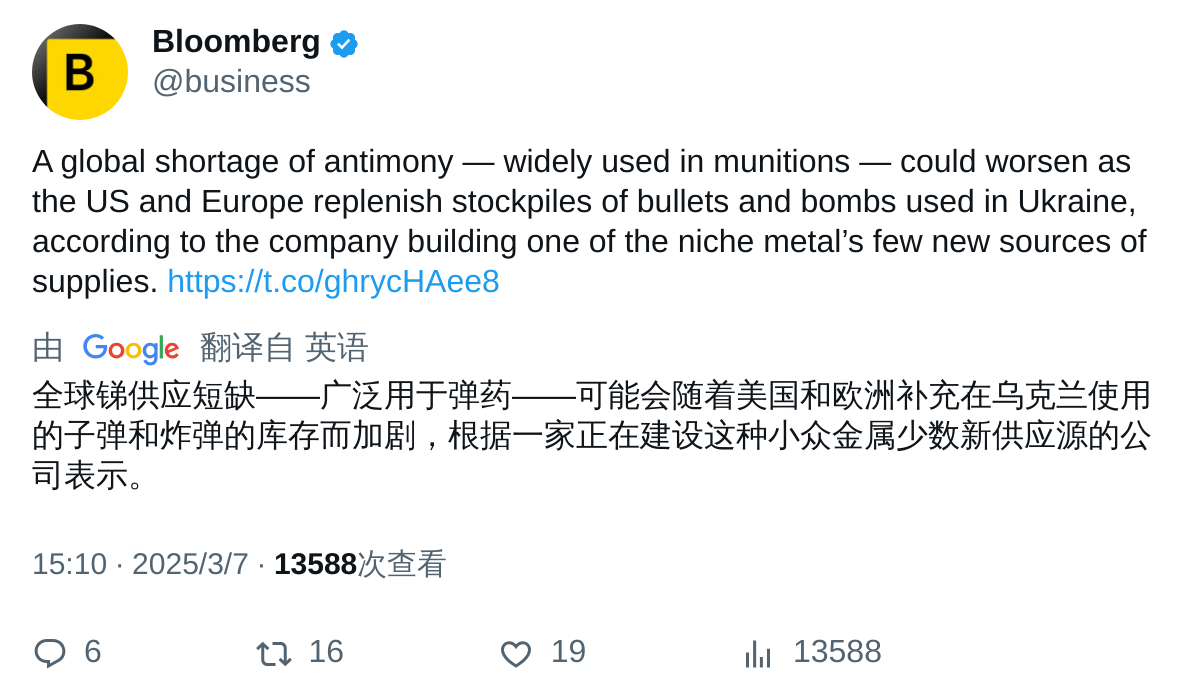 B
Bloomberg
@business
A global shortage of antimony — widely used in munitions — could worsen as
the US and Europe replenish stockpiles of bullets and bombs used in Ukraine,
according to the company building one of the niche metal’s few new sources of
supplies. https://t.co/ghrycHAee8
由 Google 翻译自 英语
全球锑供应短缺——广泛用于弹药——可能会随着美国和欧洲补充在乌克兰使用
的子弹和炸弹的库存而加剧，根据一家正在建设这种小众金属少数新供应源的公
司表示。
15:10 · 2025/3/7 · 13588次查看
6 16 19 13588